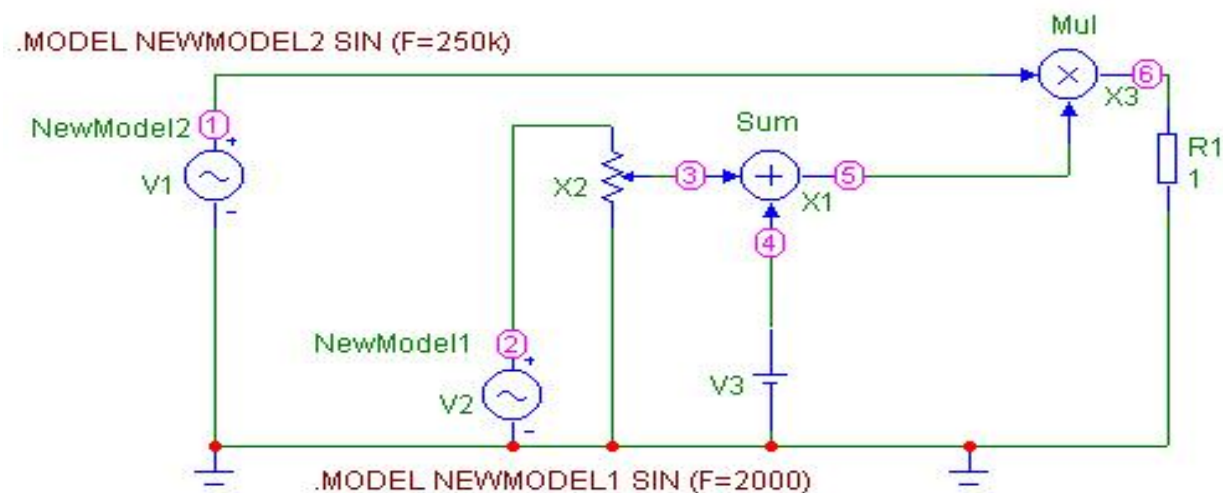 Mul
.MODEL NEWMODEL2 SIN (F=250k)
6
X3
NewModel2
1
+
Sum
R1
1
V1
X2
3
5
X1
-
4
NewModel1
2
+
V3
V2
-
.MODEL NEWMODEL1 SIN (F=2000)